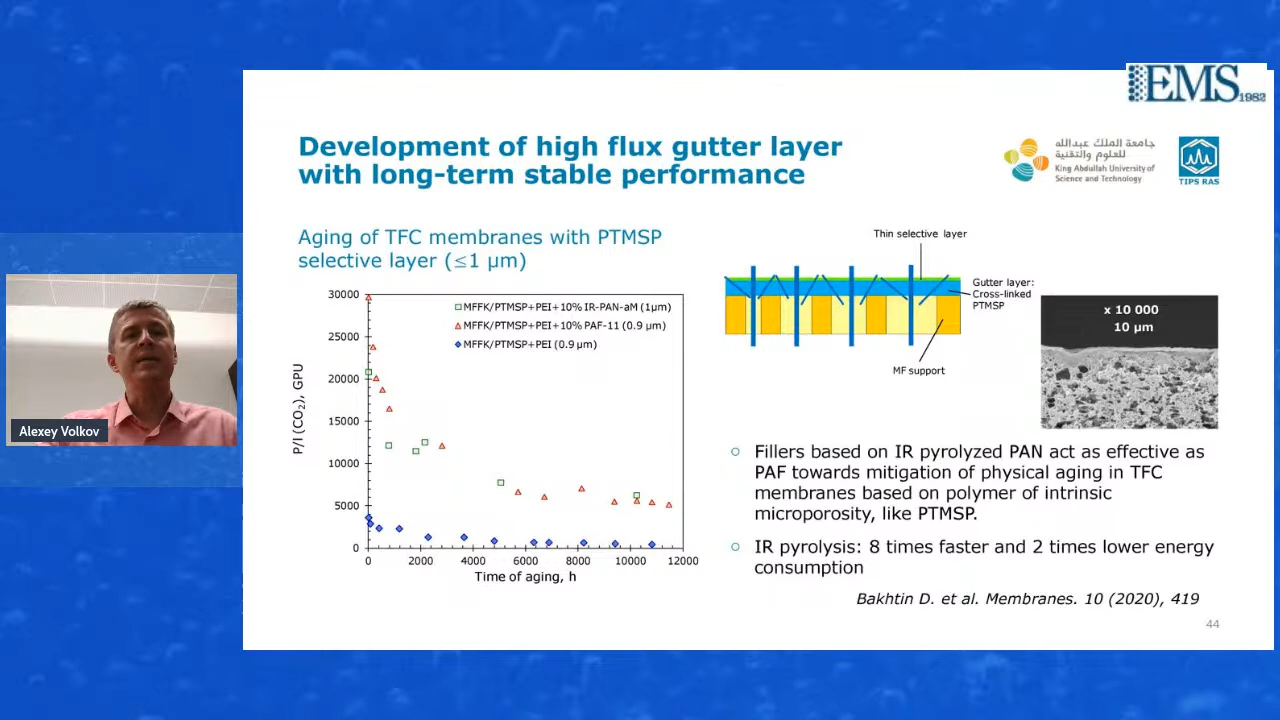 EMS 1982
Development of high flux gutter layer
with long-term stable performance
جامعة الملك عبدالله
للعلوم والتقنية
King Abdullah University of
Science and Technology
TIPS RAS
Aging of TFC membranes with PTMSP
selective layer (≤1 µm)
P/l (CO₂), GPU
30000
25000
20000
15000
10000
5000
0
MFFK/PTMSP+PEI+10% IR-PAN-aM (1µm)
MFFK/PTMSP+PEI+10% PAF-11 (0.9 µm)
MFFK/PTMSP+PEI (0.9 µm)
0 2000 4000 6000 8000 10000 12000
Time of aging, h
Thin selective layer
Gutter layer:
Cross-linked
PTMSP
MF support
x 10 000
10 µm
○ Fillers based on IR pyrolyzed PAN act as effective as
PAF towards mitigation of physical aging in TFC
membranes based on polymer of intrinsic
microporosity, like PTMSP.
○ IR pyrolysis: 8 times faster and 2 times lower energy
consumption
Bakhtin D. et al. Membranes. 10 (2020), 419
44
Alexey Volkov